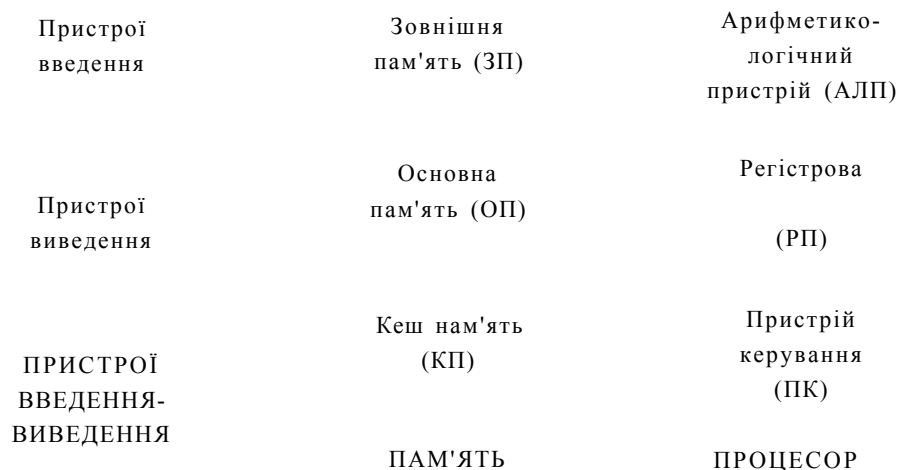 Пристрої
введення
Зовнішня
пам'ять (ЗП)
Арифметико-
логічний
пристрій (АЛП)
Пристрої
виведення
Основна
пам'ять (ОП)
Регістрова
(РП)
ПРИСТРОЇ
ВВЕДЕННЯ-
ВИВЕДЕННЯ
Кеш нам'ять
(КП)
Пристрій
керування
(ПК)
ПАМ'ЯТЬ
ПРОЦЕСОР